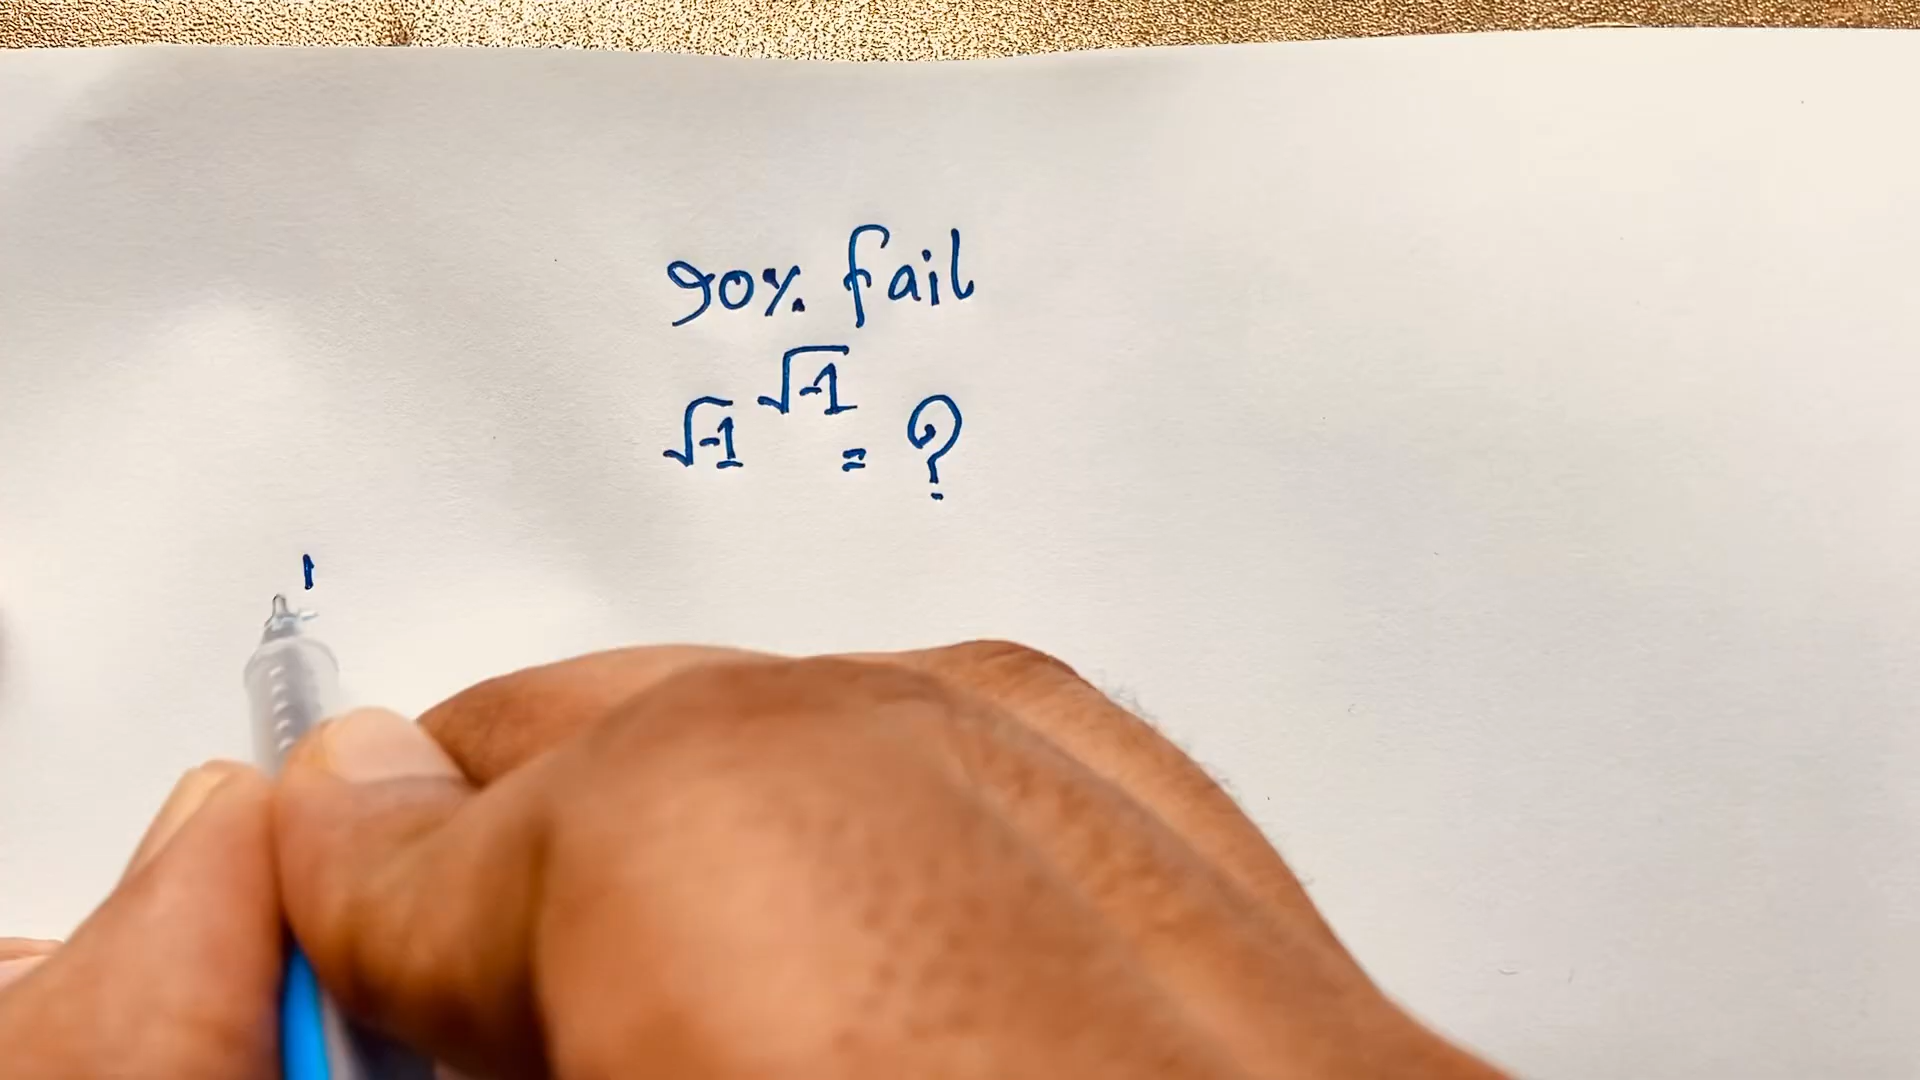 90% fail
√-1^√-1 = ?